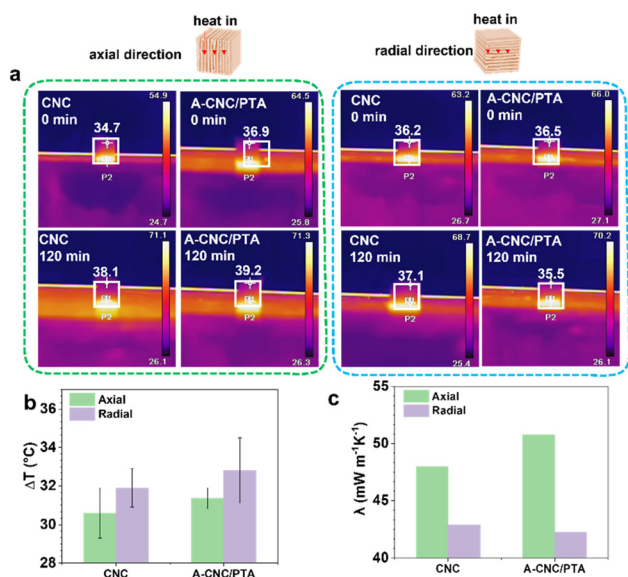 heat in
axial direction
heat in
radial direction
a
CNC
0 min
54.9
34.7
P2
24.7
A-CNC/PTA
0 min
64.5
36.9
P2
25.8
CNC
0 min
63.2
36.2
P2
26.7
A-CNC/PTA
0 min
66.0
36.5
P2
27.1
CNC
120 min
71.1
38.1
P2
26.1
A-CNC/PTA
120 min
71.3
39.2
P2
26.3
CNC
120 min
68.7
37.1
P2
25.4
A-CNC/PTA
120 min
70.2
35.5
P2
26.1
b
Axial
Radial
ΔT (°C)
36
34
32
30
28
CNC
A-CNC/PTA
c
Axial
Radial
λ (mW m⁻¹K⁻¹)
55
50
45
40
CNC
A-CNC/PTA